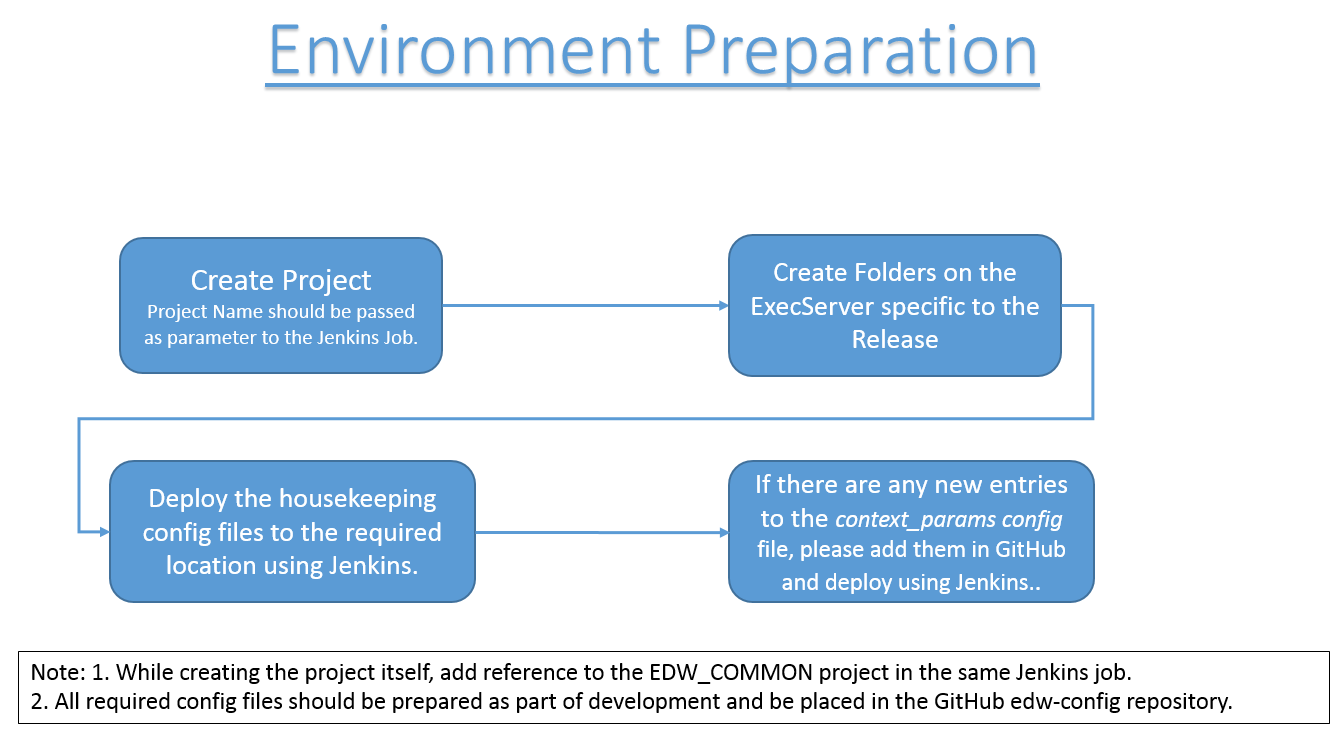 Environment Preparation
Create Project
Project Name should be passed
as parameter to the Jenkins Job.
Create Folders on the
ExecServer specific to the
Release
Deploy the housekeeping
config files to the required
location using Jenkins.
If there are any new entries
to the context_params config
file, please add them in GitHub
and deploy using Jenkins..
Note: 1. While creating the project itself, add reference to the EDW_COMMON project in the same Jenkins job.
2. All required config files should be prepared as part of development and be placed in the GitHub edw-config repository.